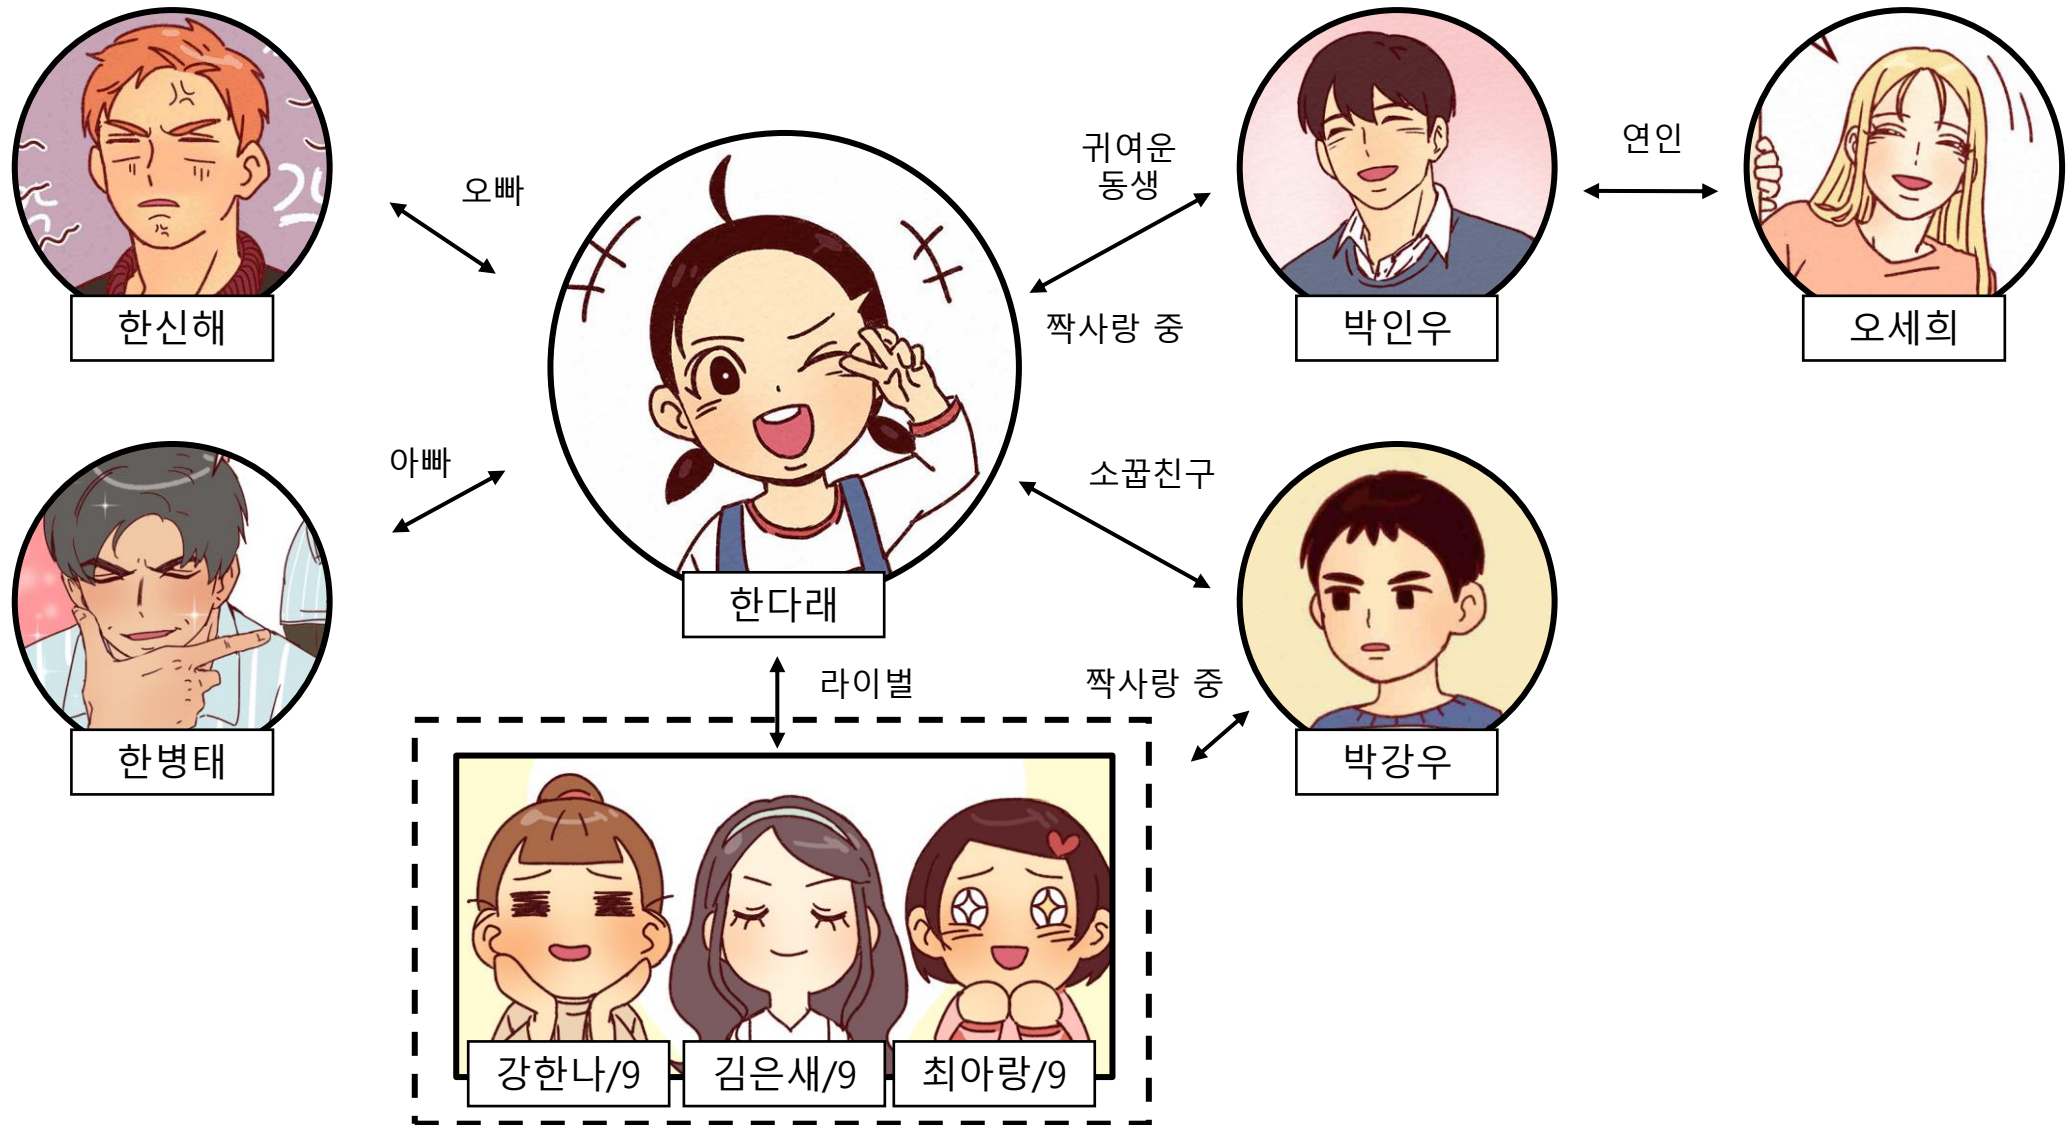 귀여운
동생
연인
오빠
한신해
짝사랑 중
박인우
오세희
아빠
소꿉친구
한다래
한병태
라이벌
짝사랑 중
박강우
강한나/9
김은새/9
최아랑/9